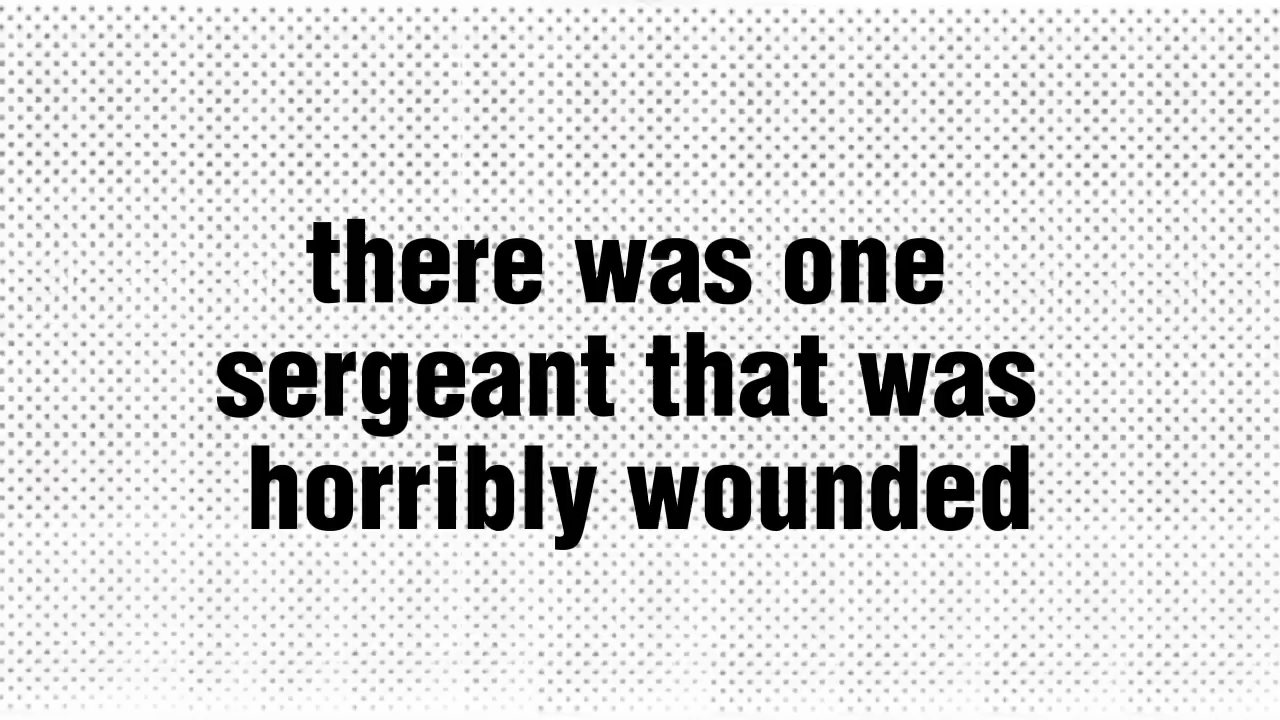 there was one
sergeant that was
horribly wounded